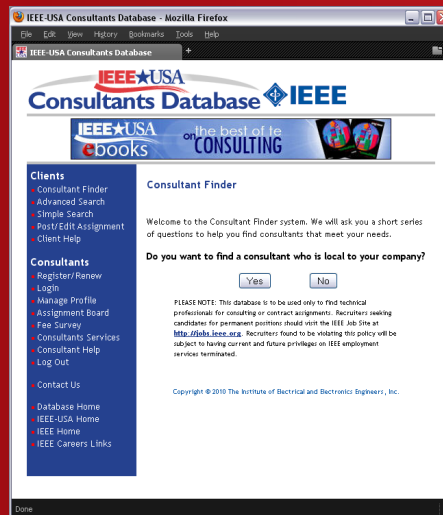 IEEE-USA Consultants Database - Mozilla Firefox
File Edit View History Bookmarks Tools Help
IEEE-USA Consultants Database +
IEEE★USA
Consultants Database IEEE
IEEE★USA
ebooks
on the best of te
CONSULTING
Clients
Consultant Finder
Advanced Search
Simple Search
Post/Edit Assignment
Client Help
Consultants
Register/Renew
Login
Manage Profile
Assignment Board
Fee Survey
Consultants Services
Consultant Help
Log Out
Contact Us
Database Home
IEEE-USA Home
IEEE Home
IEEE Careers Links
Consultant Finder
Welcome to the Consultant Finder system. We will ask you a short series
of questions to help you find consultants that meet your needs.
Do you want to find a consultant who is local to your company?
Yes No
PLEASE NOTE: This database is to be used only to find technical
professionals for consulting or contract assignments. Recruiters seeking
candidates for permanent positions should visit the IEEE Job Site at
http://jobs.ieee.org. Recruiters found to be violating this policy will be
subject to having current and future privileges on IEEE employment
services terminated.
Copyright © 2010 The Institute of Electrical and Electronics Engineers, Inc.
Done